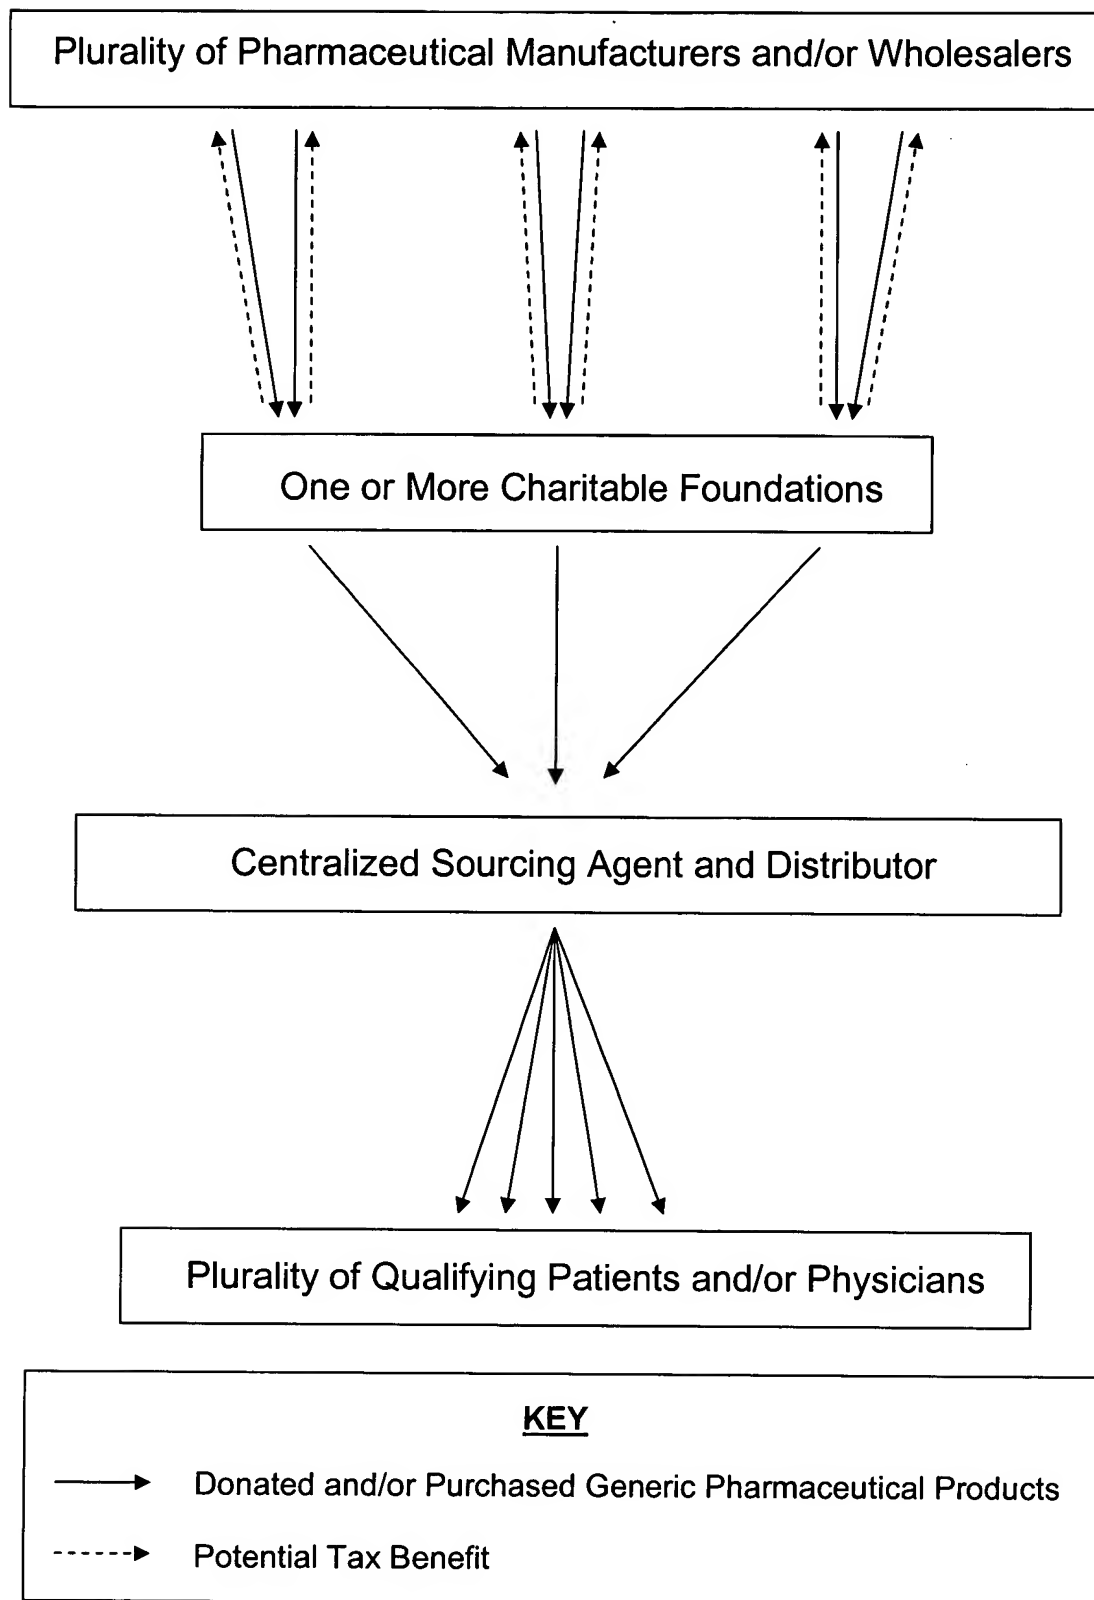 Plurality of Pharmaceutical Manufacturers and/or Wholesalers
One or More Charitable Foundations
Centralized Sourcing Agent and Distributor
Plurality of Qualifying Patients and/or Physicians
KEY
Donated and/or Purchased Generic Pharmaceutical Products
Potential Tax Benefit